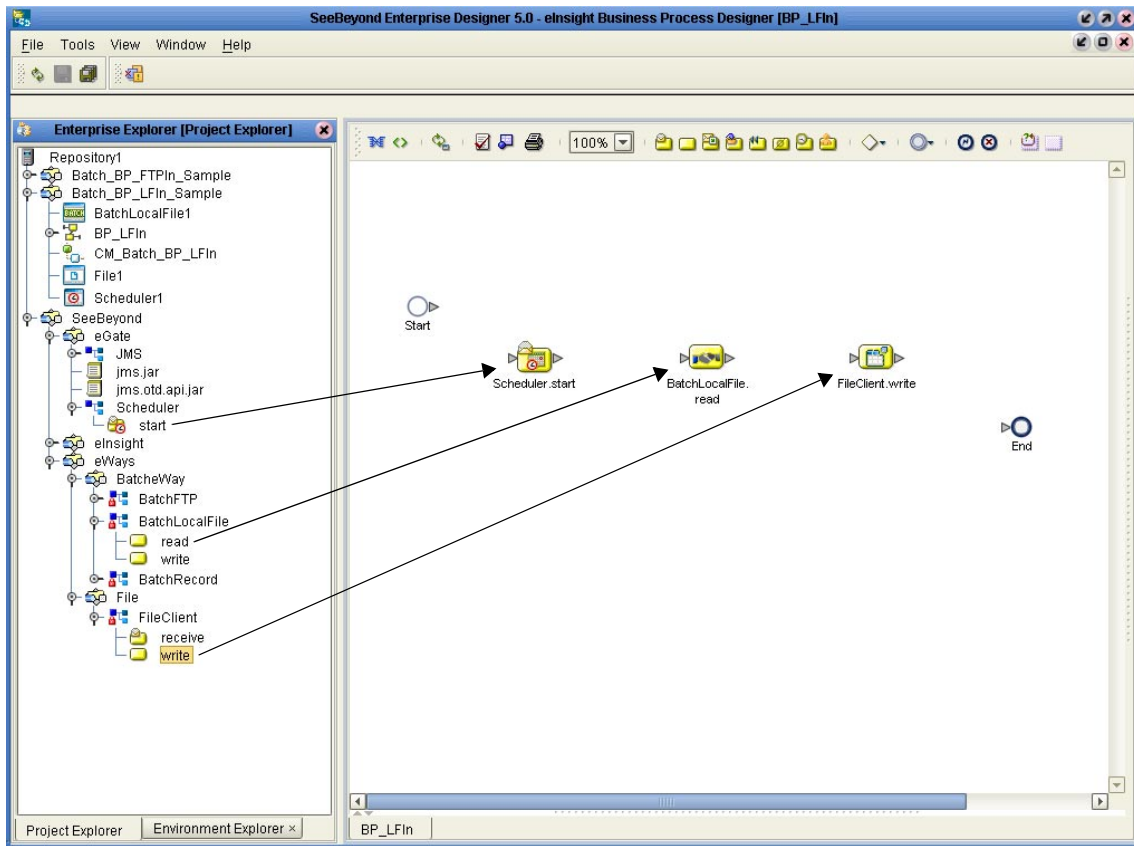 SeeBeyond Enterprise Designer 5.0 - eInsight Business Process Designer [BP_LFIn]
File Tools View Window Help
Enterprise Explorer [Project Explorer]
Repository1
Batch_BP_FTPIn_Sample
Batch_BP_LFIn_Sample
BatchLocalFile1
BP_LFIn
CM_Batch_BP_LFIn
File1
Scheduler1
SeeBeyond
eGate
JMS
jms.jar
jms.otd.api.jar
Scheduler
start
eInsight
eWays
BatcheWay
BatchFTP
BatchLocalFile
read
write
BatchRecord
File
FileClient
receive
write
Project Explorer
Environment Explorer ×
100%
Start
Scheduler.start
BatchLocalFile.
read
FileClient.write
End
BP_LFIn